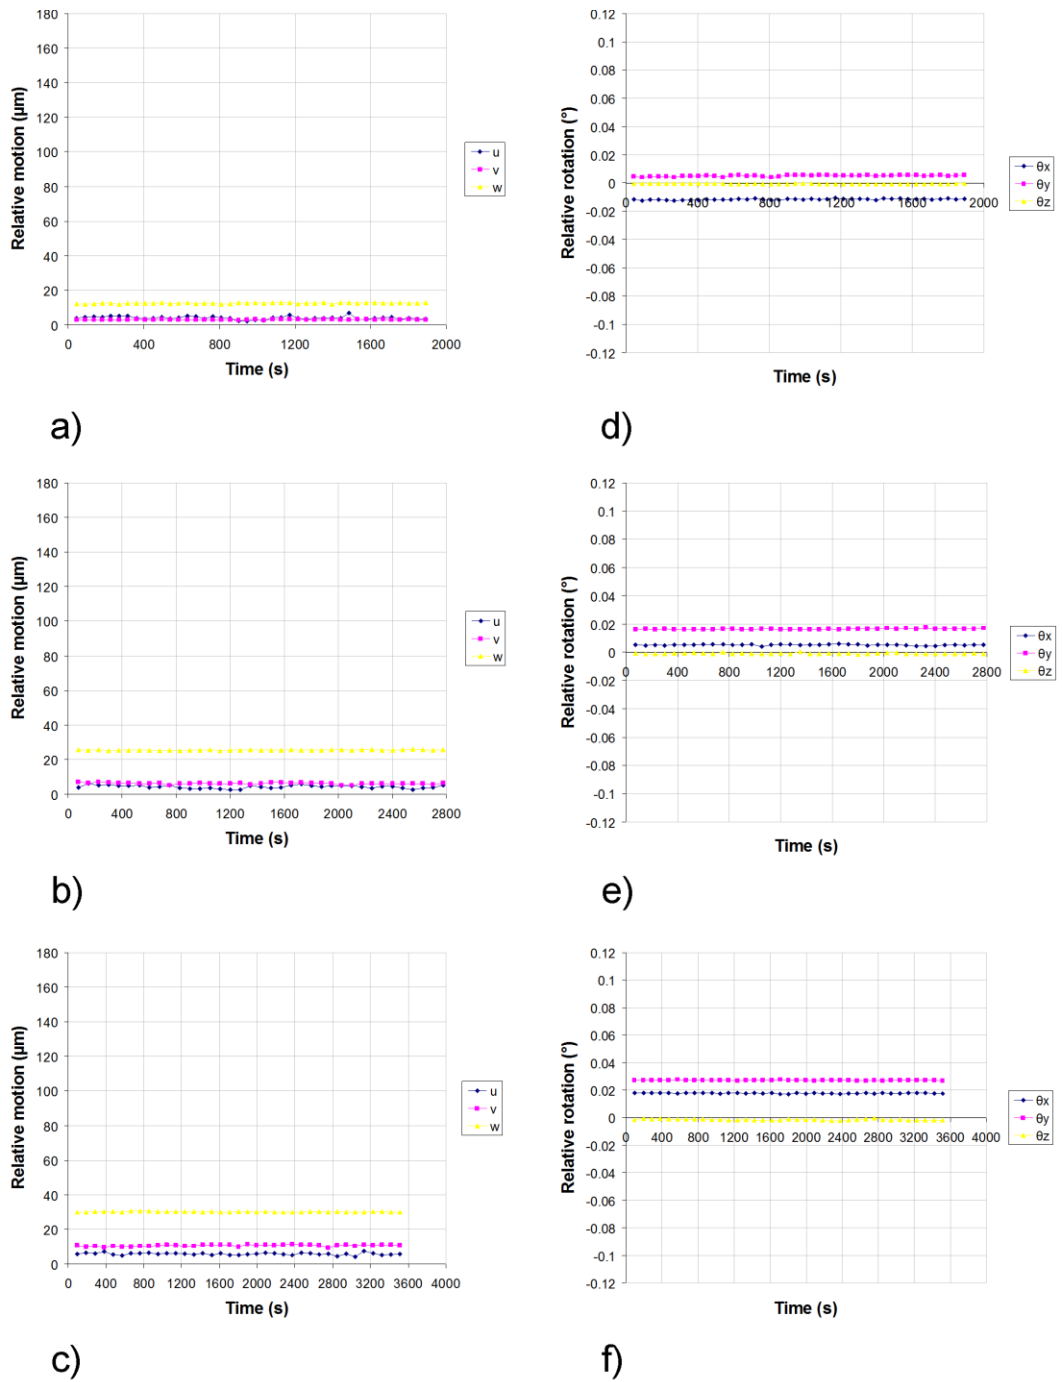 180
160
140
120
100
80
60
40
20
0
Relative motion (µm)
0 400 800 1200 1600 2000
Time (s)
u
v
w
a)
0.12
0.1
0.08
0.06
0.04
0.02
0
-0.02
-0.04
-0.06
-0.08
-0.1
-0.12
Relative rotation (°)
0 400 800 1200 1600 2000
Time (s)
θx
θy
θz
d)
180
160
140
120
100
80
60
40
20
0
Relative motion (µm)
0 400 800 1200 1600 2000 2400 2800
Time (s)
u
v
w
b)
0.12
0.1
0.08
0.06
0.04
0.02
0
-0.02
-0.04
-0.06
-0.08
-0.1
-0.12
Relative rotation (°)
0 400 800 1200 1600 2000 2400 2800
Time (s)
θx
θy
θz
e)
180
160
140
120
100
80
60
40
20
0
Relative motion (µm)
0 400 800 1200 1600 2000 2400 2800 3200 3600 4000
Time (s)
u
v
w
c)
0.12
0.1
0.08
0.06
0.04
0.02
0
-0.02
-0.04
-0.06
-0.08
-0.1
-0.12
Relative rotation (°)
0 400 800 1200 1600 2000 2400 2800 3200 3600 4000
Time (s)
θx
θy
θz
f)